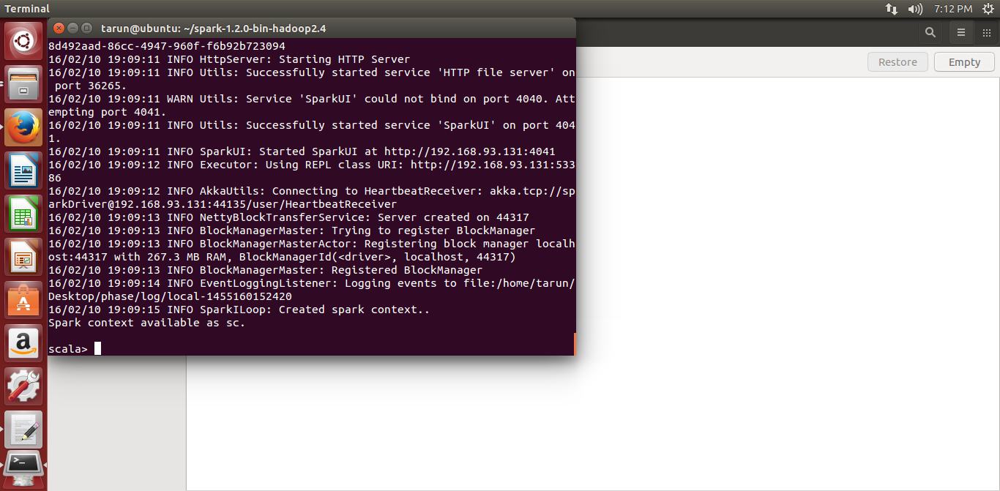 Terminal
7:12 PM
tarun@ubuntu: ~/spark-1.2.0-bin-hadoop2.4
Restore
Empty
8d492aad-86cc-4947-960f-f6b92b723094
16/02/10 19:09:11 INFO HttpServer: Starting HTTP Server
16/02/10 19:09:11 INFO Utils: Successfully started service 'HTTP file server' on
 port 36265.
16/02/10 19:09:11 WARN Utils: Service 'SparkUI' could not bind on port 4040. Att
empting port 4041.
16/02/10 19:09:11 INFO Utils: Successfully started service 'SparkUI' on port 404
1.
16/02/10 19:09:11 INFO SparkUI: Started SparkUI at http://192.168.93.131:4041
16/02/10 19:09:12 INFO Executor: Using REPL class URI: http://192.168.93.131:533
86
16/02/10 19:09:12 INFO AkkaUtils: Connecting to HeartbeatReceiver: akka.tcp://sp
arkDriver@192.168.93.131:44135/user/HeartbeatReceiver
16/02/10 19:09:13 INFO NettyBlockTransferService: Server created on 44317
16/02/10 19:09:13 INFO BlockManagerMaster: Trying to register BlockManager
16/02/10 19:09:13 INFO BlockManagerMasterActor: Registering block manager localh
ost:44317 with 267.3 MB RAM, BlockManagerId(<driver>, localhost, 44317)
16/02/10 19:09:13 INFO BlockManagerMaster: Registered BlockManager
16/02/10 19:09:14 INFO EventLoggingListener: Logging events to file:/home/tarun/
Desktop/phase/log/local-1455160152420
16/02/10 19:09:15 INFO SparkILoop: Created spark context..
Spark context available as sc.
scala>